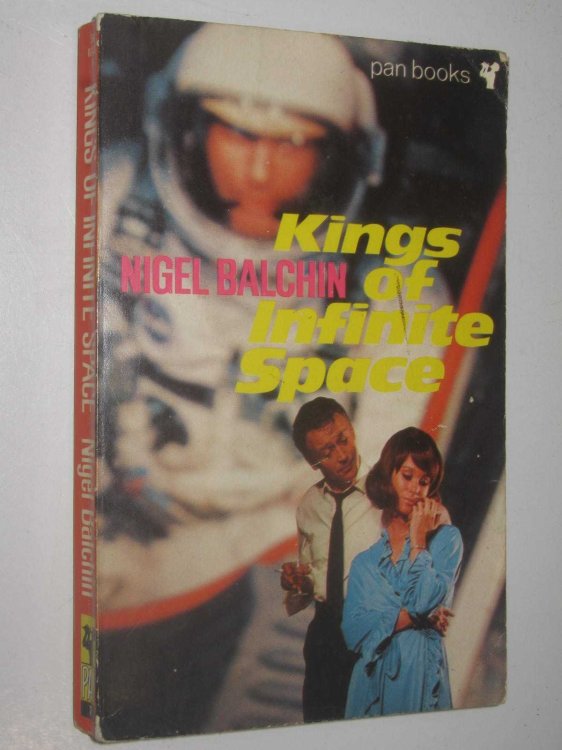 pan books
Kings
NIGEL BALCHIN of
Infinite
Space
KINGS OF INFINITE SPACE Nigel Balchin